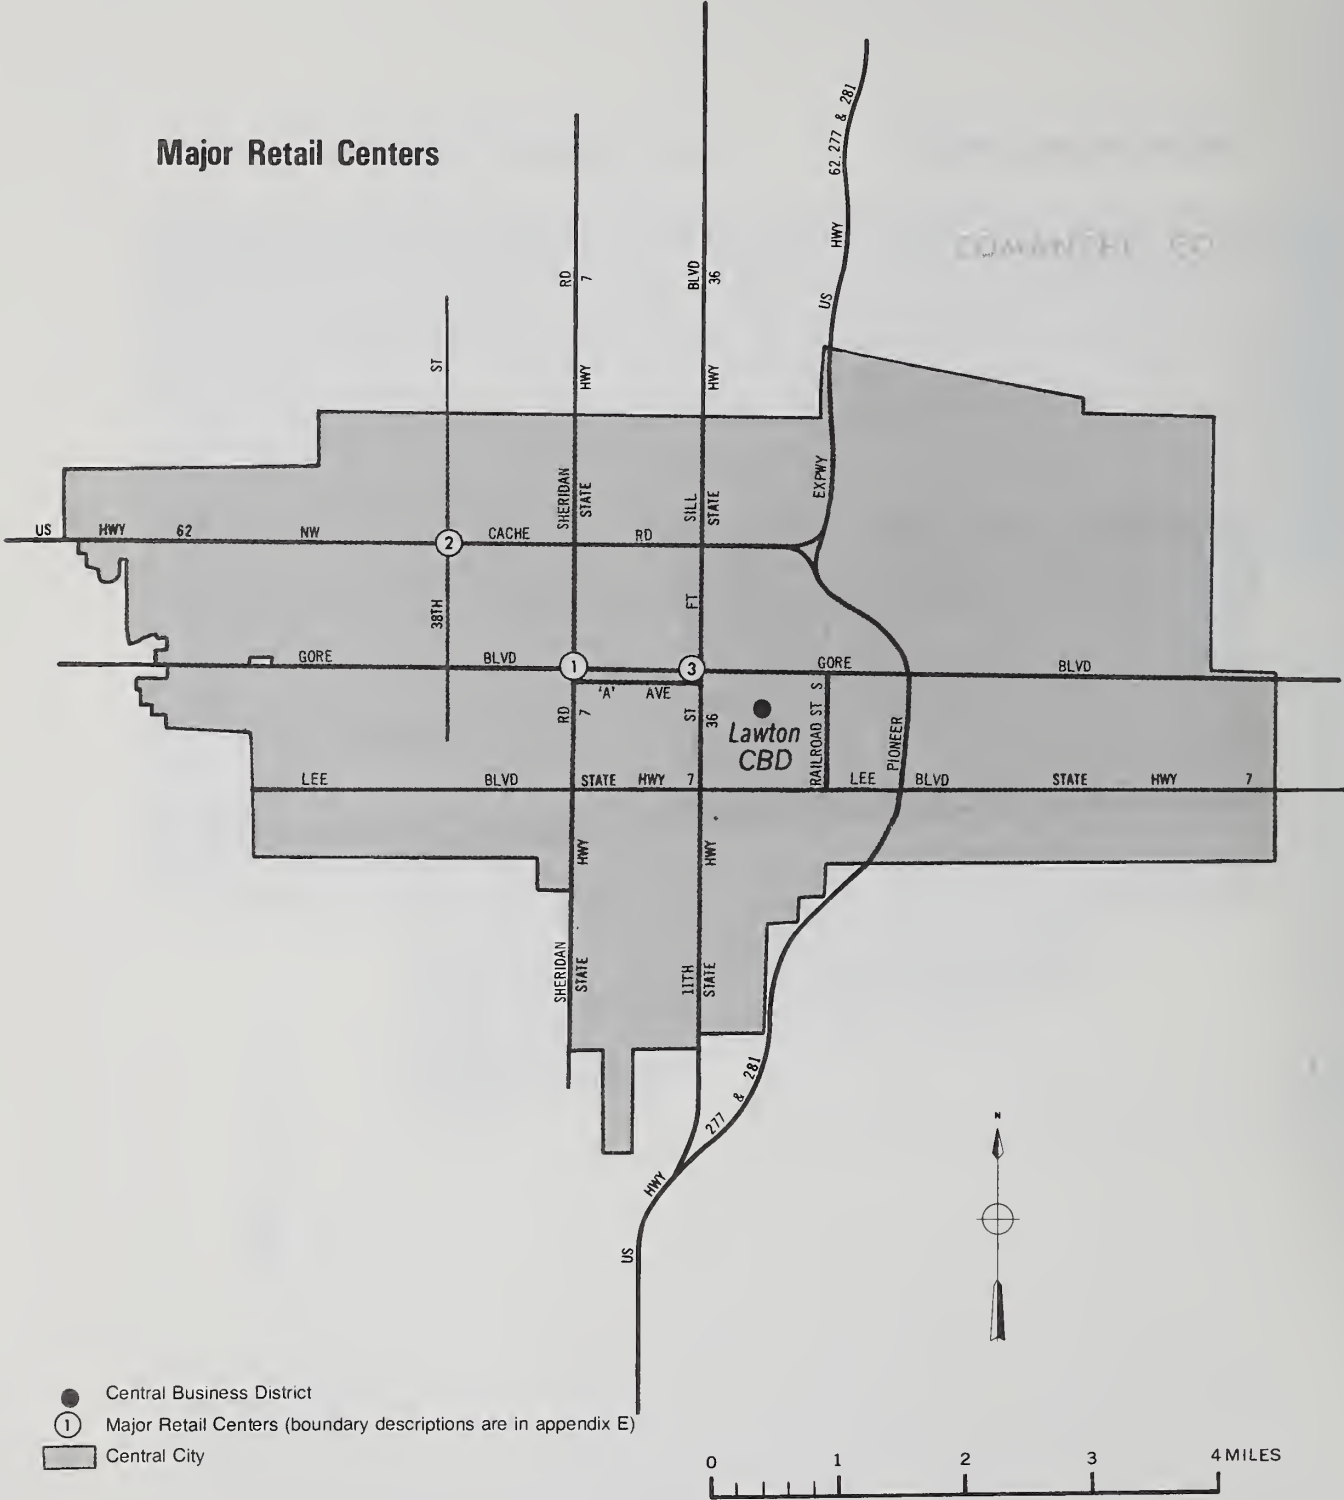 Major Retail Centers
62, 277 & 281
HWY
US
RD
7
BLVD
36
ST
HWY
HWY
EXPWY
SHERIDAN
STATE
SILL
STATE
US HWY 62 NW
2
CACHE RD
38TH
FT
GORE BLVD
1
3
GORE BLVD
'A' AVE
RD
7
ST
36
Lawton
CBD
RAILROAD ST S
PIONEER
LEE BLVD STATE HWY 7
LEE BLVD STATE HWY 7
HWY
HWY
SHERIDAN
STATE
11TH
STATE
277 & 281
HWY
US
N
Central Business District
1 Major Retail Centers (boundary descriptions are in appendix E)
Central City
0 1 2 3 4 MILES